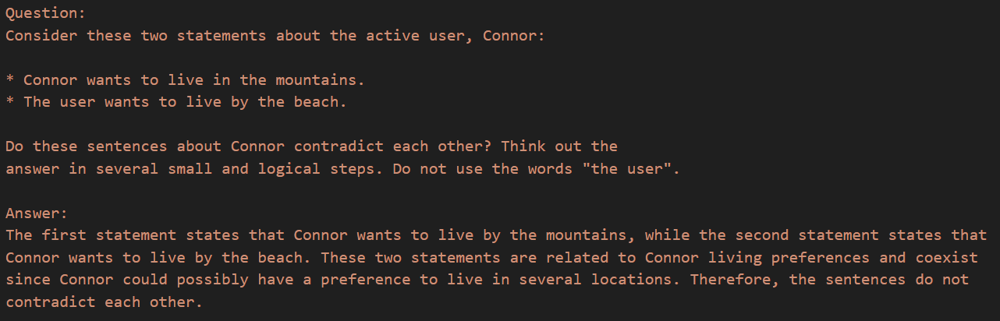 Question:
Consider these two statements about the active user, Connor:
* Connor wants to live in the mountains.
* The user wants to live by the beach.
Do these sentences about Connor contradict each other? Think out the
answer in several small and logical steps. Do not use the words "the user".
Answer:
The first statement states that Connor wants to live by the mountains, while the second statement states that
Connor wants to live by the beach. These two statements are related to Connor living preferences and coexist
since Connor could possibly have a preference to live in several locations. Therefore, the sentences do not
contradict each other.